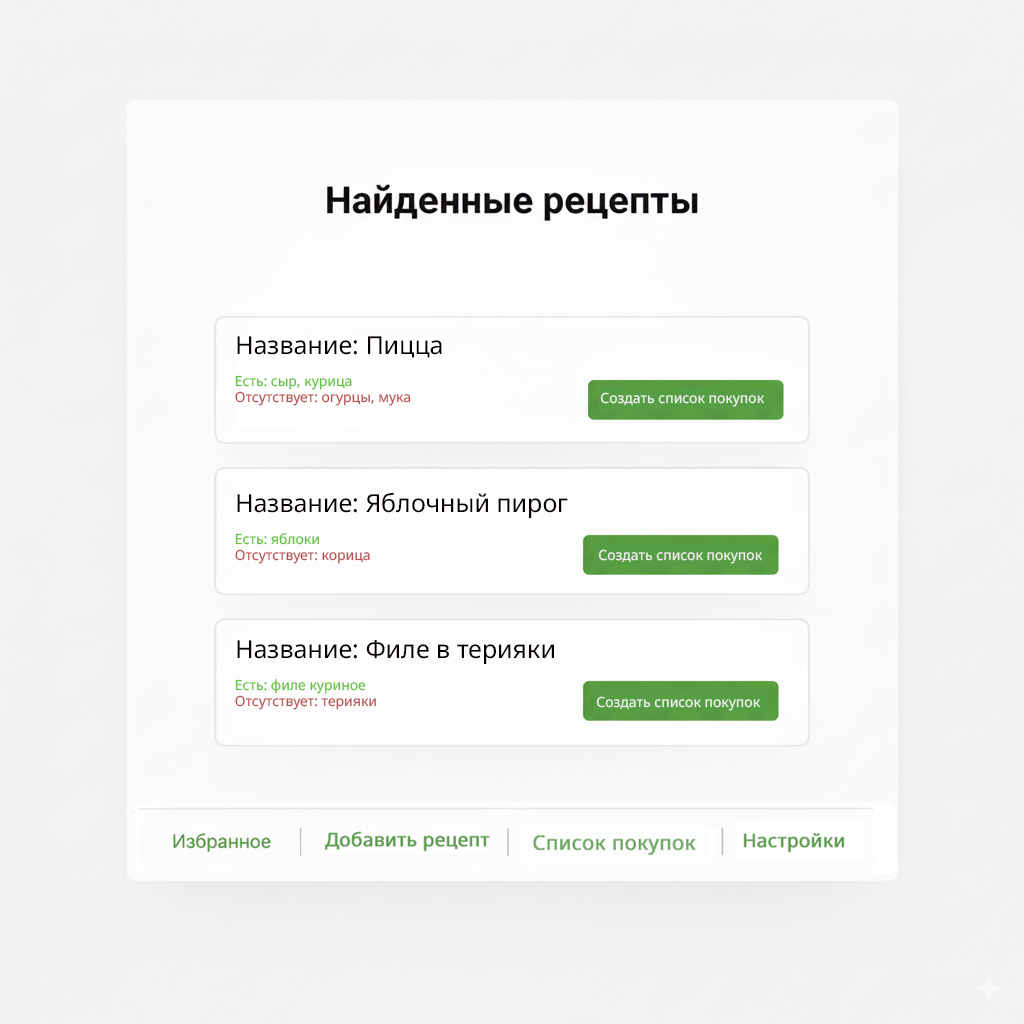 Найденные рецепты
Название: Пицца
Есть: сыр, курица
Отсутствует: огурцы, мука
Создать список покупок
Название: Яблочный пирог
Есть: яблоки
Отсутствует: корица
Создать список покупок
Название: Филе в терияки
Есть: филе куриное
Отсутствует: терияки
Создать список покупок
Избранное | Добавить рецепт | Список покупок | Настройки